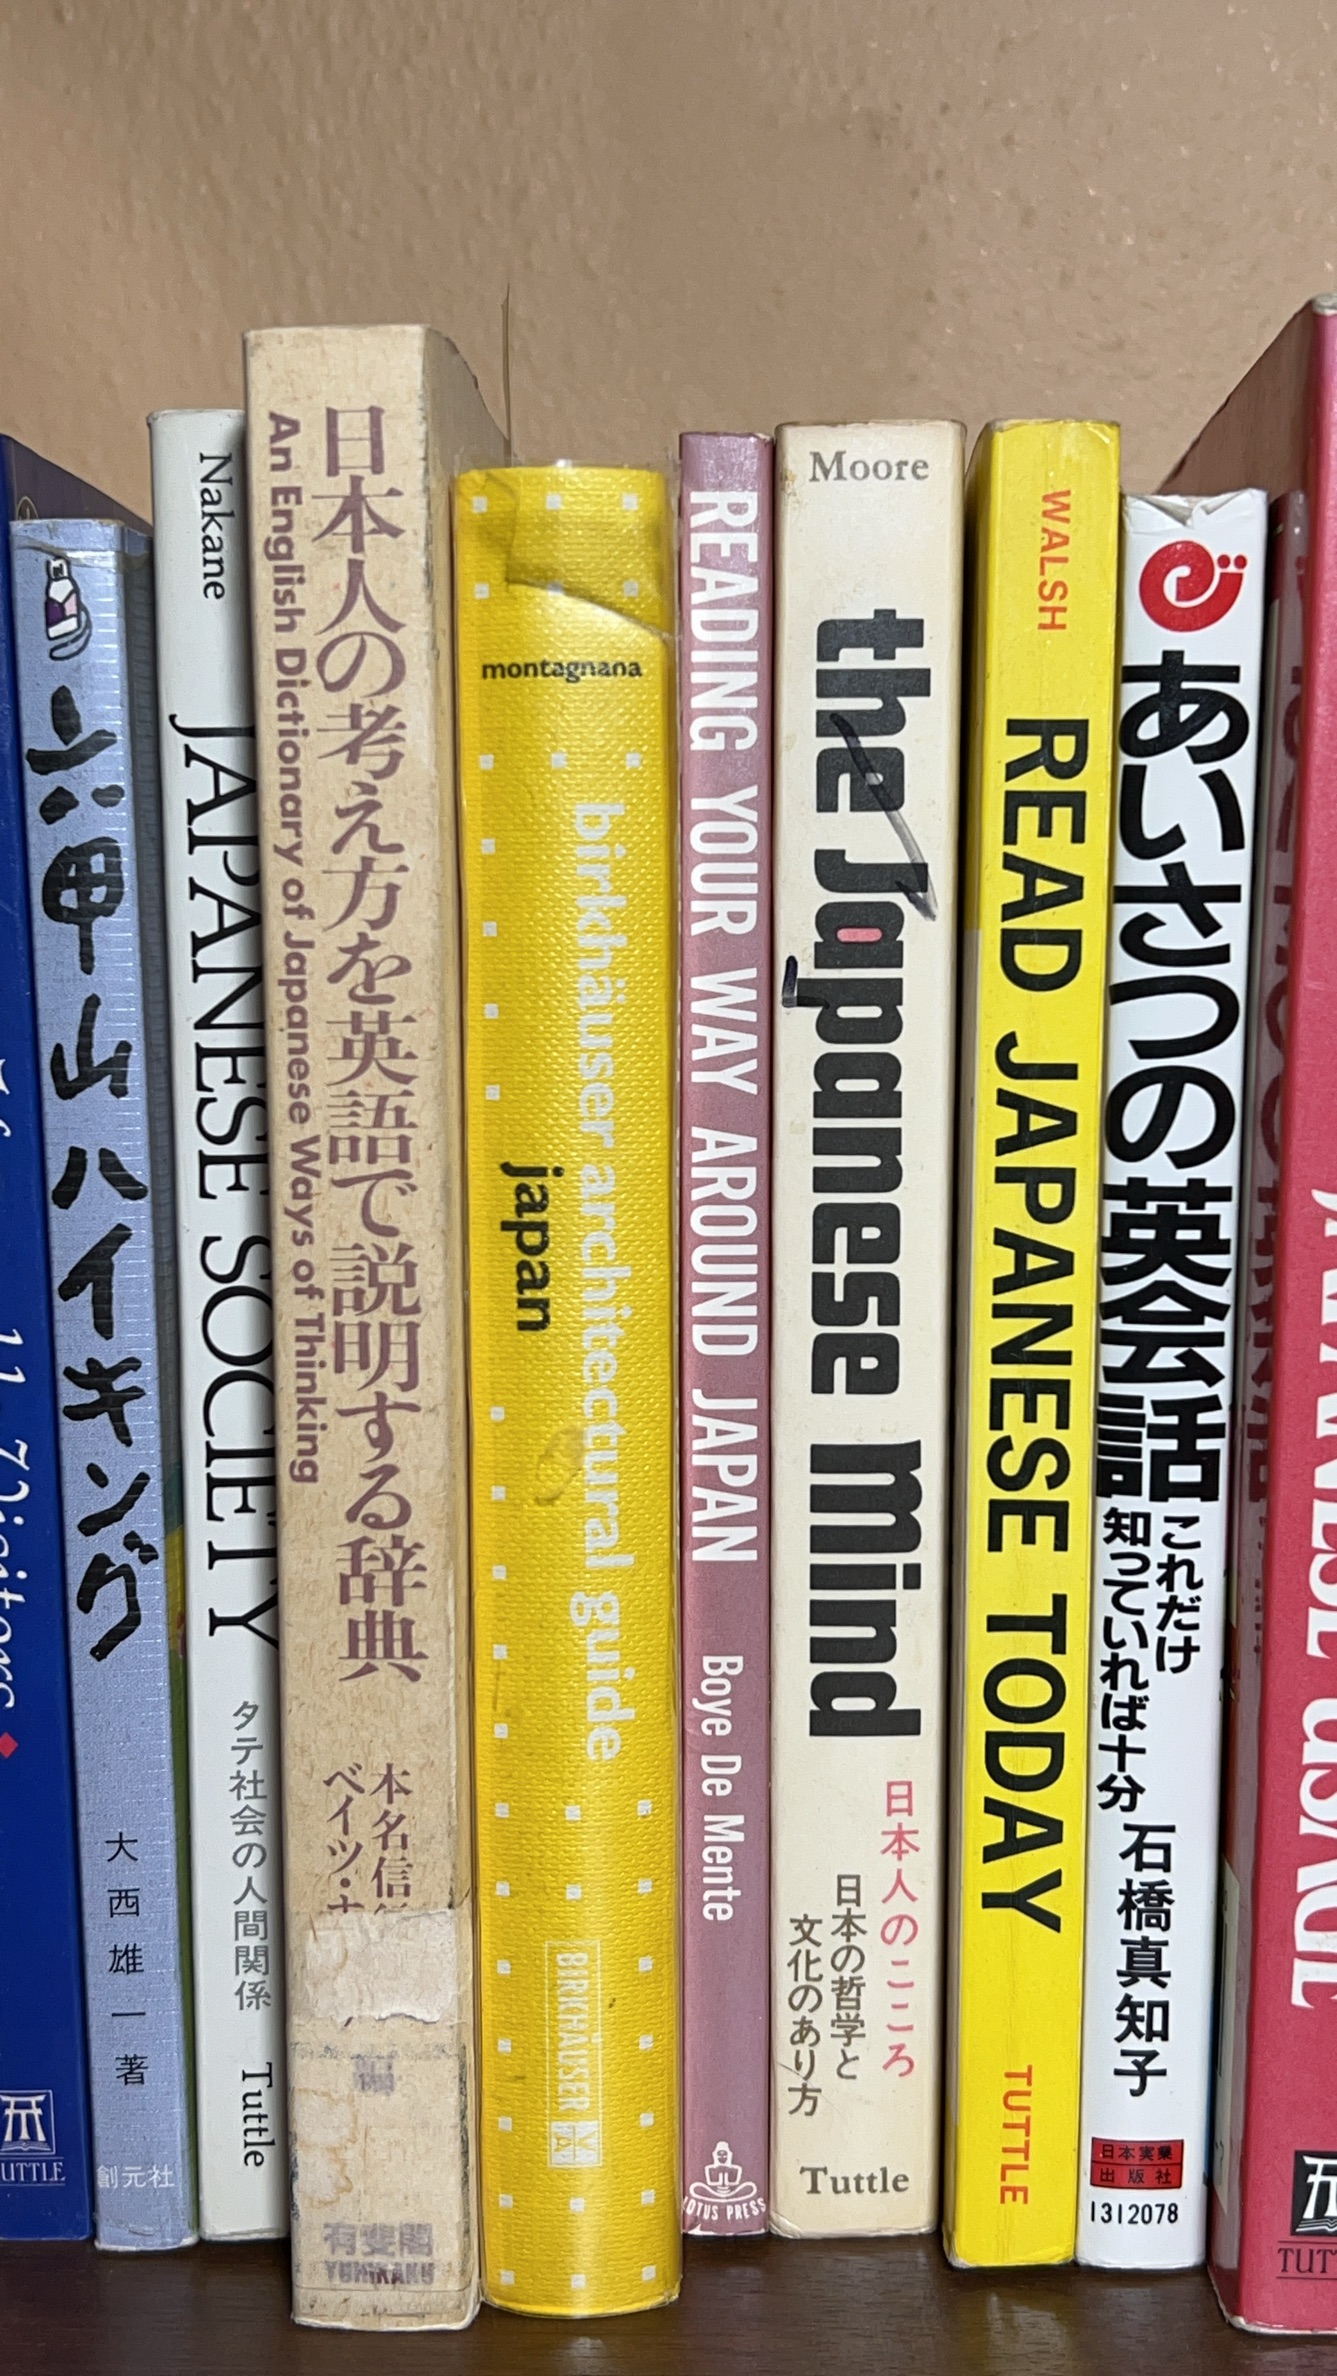 TUTTLE
六甲山ハイキング
大西雄一著
創元社
Nakane
JAPANESE SOCIETY
タテ社会の人間関係
Tuttle
日本人の考え方を英語で説明する辞典
An English Dictionary of Japanese Ways of Thinking
本名信
ベイツ・ホ
有斐閣
YUHIKAKU
montagnana
birkhäuser architectural guide
japan
BIRKHÄUSER
READING YOUR WAY AROUND JAPAN
Boye De Mente
LOTUS PRESS
Moore
the Japanese mind
日本人のこころ
日本の哲学と
文化のあり方
Tuttle
WALSH
READ JAPANESE TODAY
TUTTLE
あいさつの英会話
これだけ
知っていれば十分
石橋真知子
日本実業
出版社
1312078
USAGE